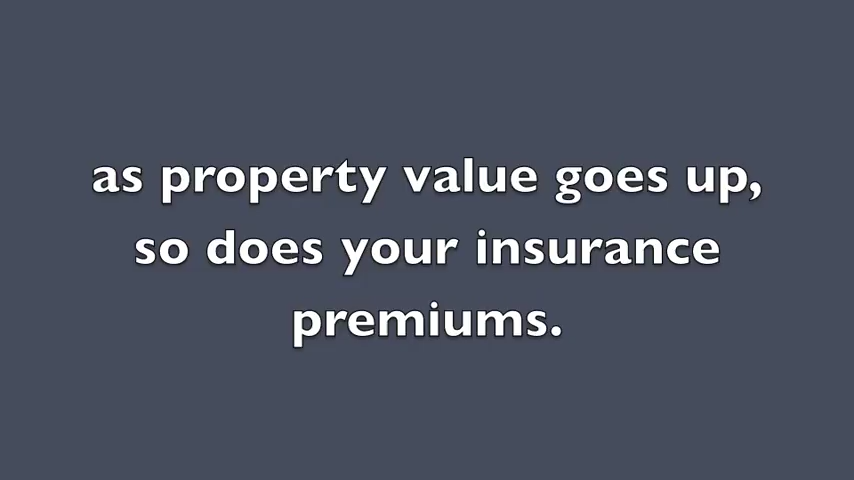 as property value goes up,
so does your insurance
premiums.